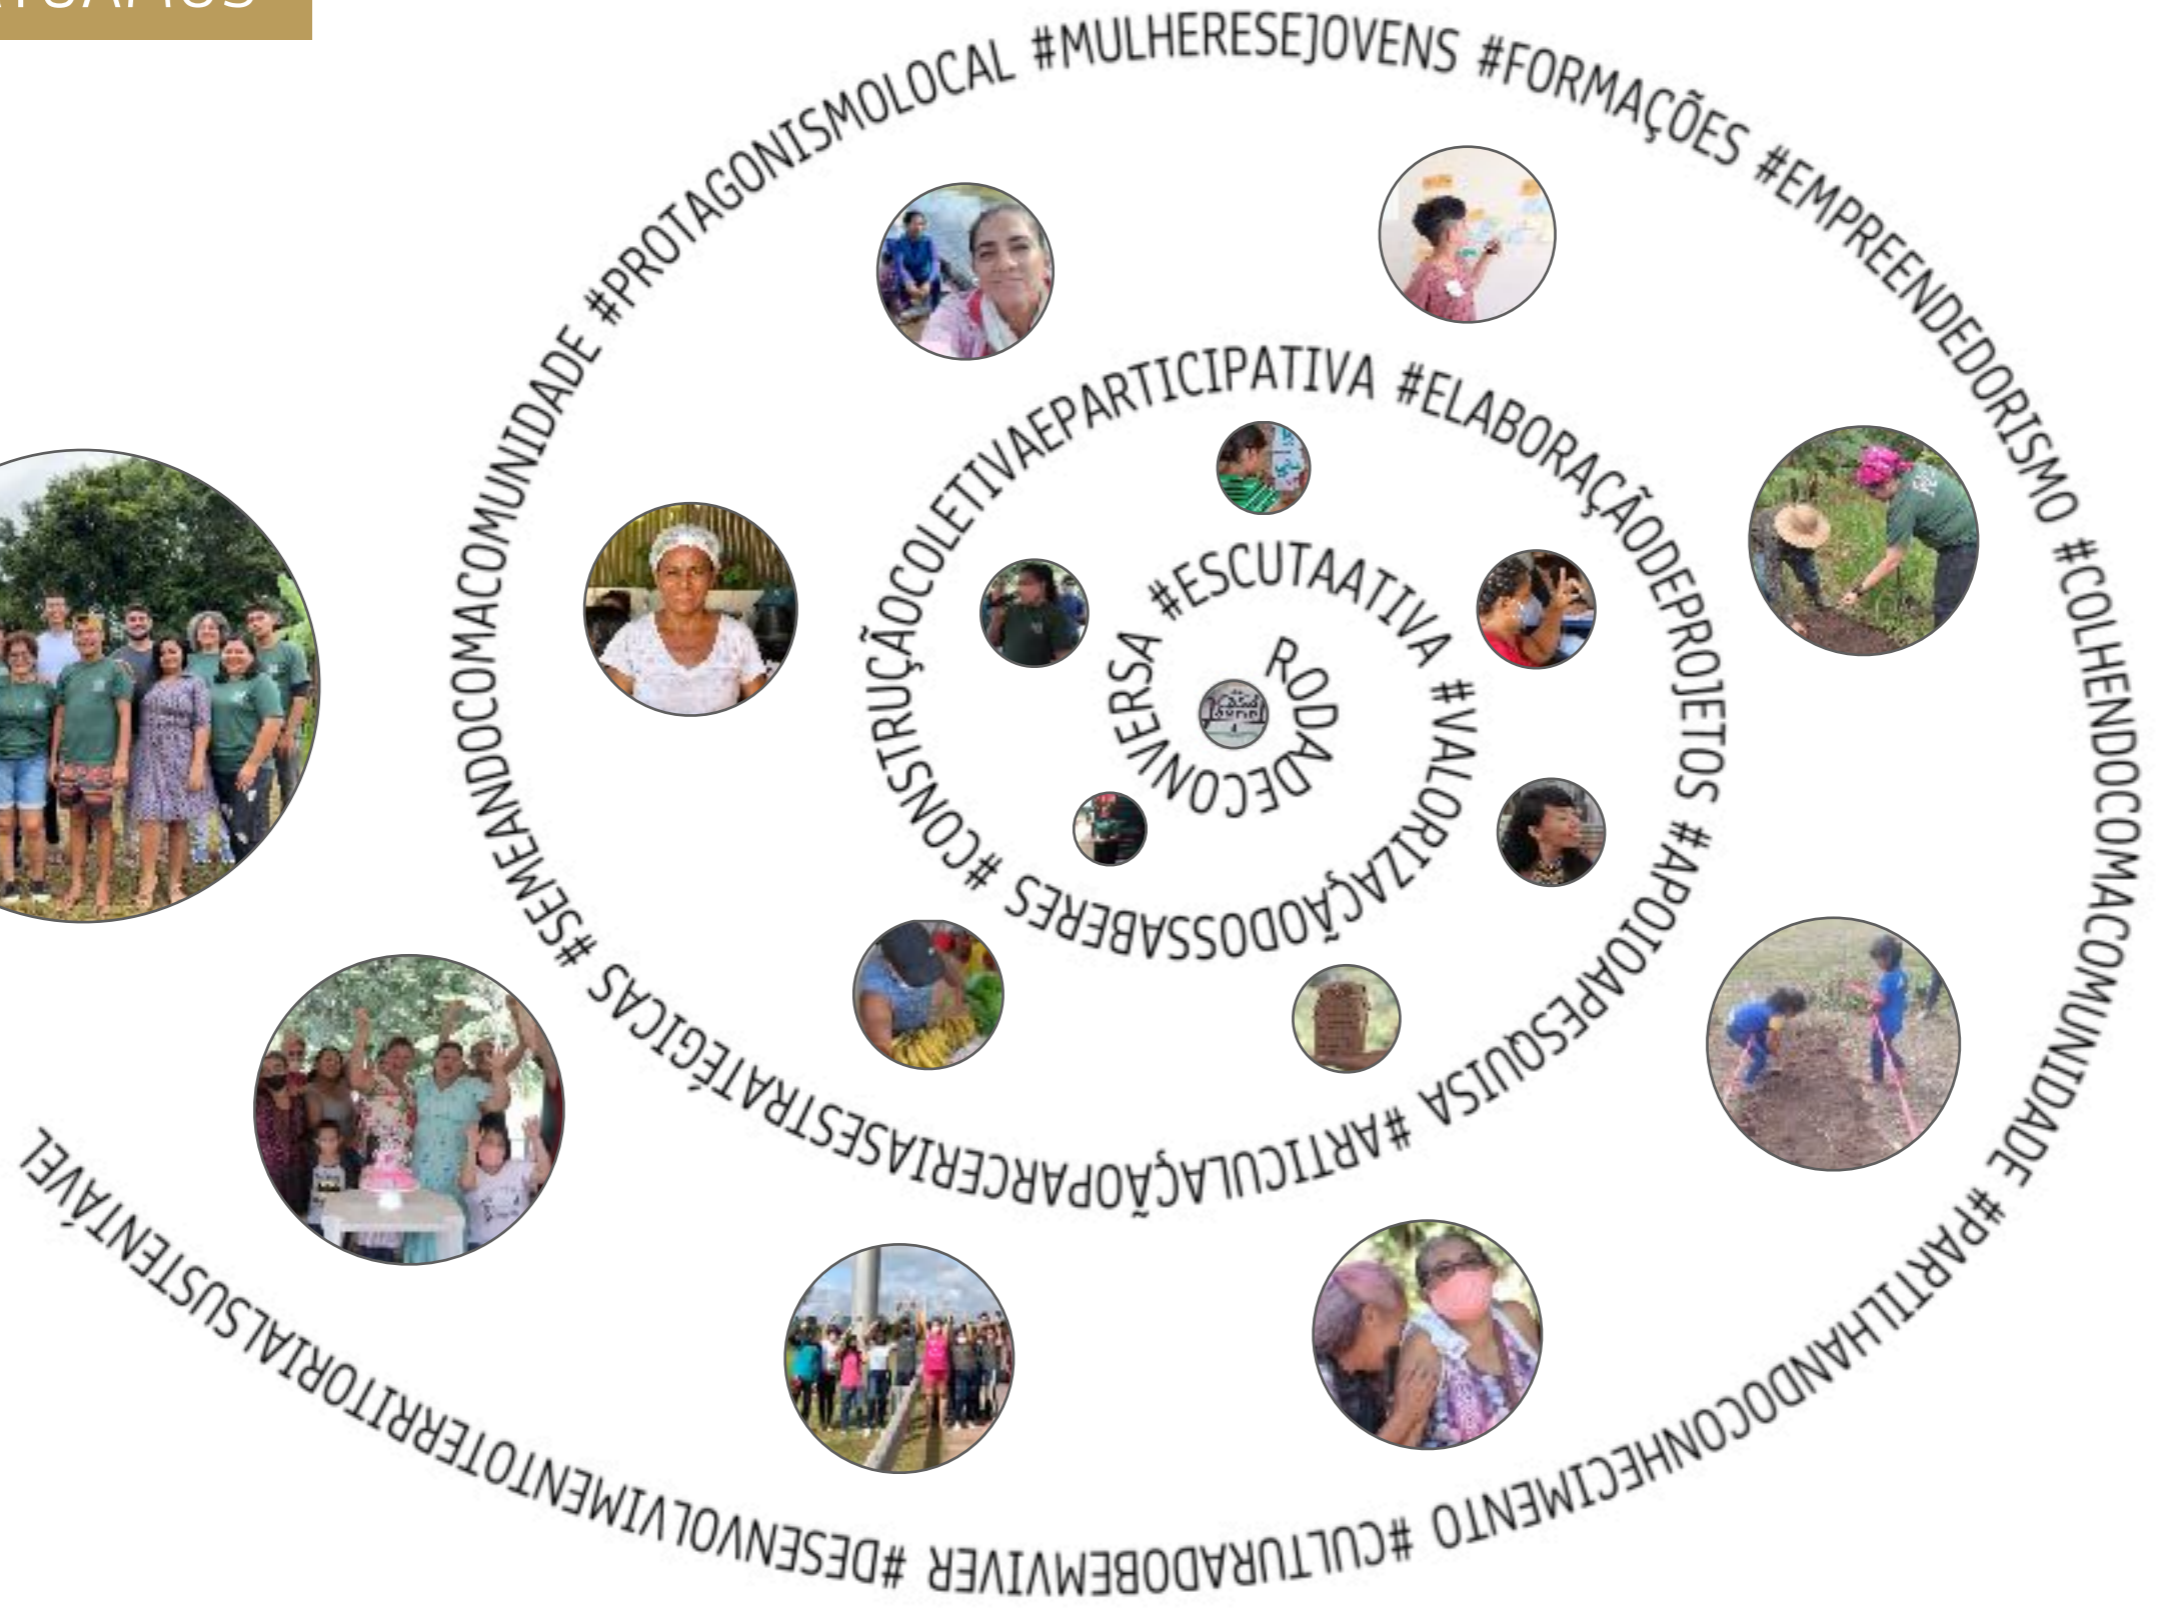 RODADECONVERSA #ESCUTAATIVA #VALORIZAÇÃODOSSABERES #CONSTRUÇÃOCOLETIVAEPARTICIPATIVA #ELABORAÇÃODEPROJETOS #APOIOAPESQUISA #ARTICULAÇÃOPARCERIASESTRATÉGICAS #SEMEANDOCOMACOMUNIDADE #PROTAGONISMOLOCAL #MULHERESEJOVENS #FORMAÇÕES #EMPREENDEDORISMO #COLHENDOCOMACOMUNIDADE #PARTILHANDOCONHECIMENTO #CULTURADOBEMVIVER #DESENVOLVIMENTOTERRITORIALSUSTENTÁVEL